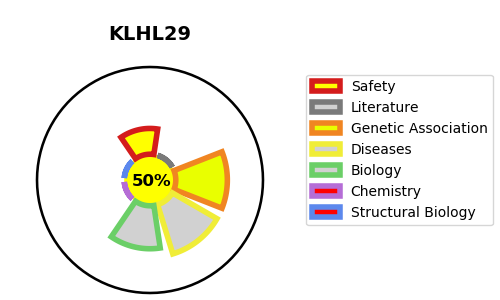 KLHL29
50%
Safety
Literature
Genetic Association
Diseases
Biology
Chemistry
Structural Biology